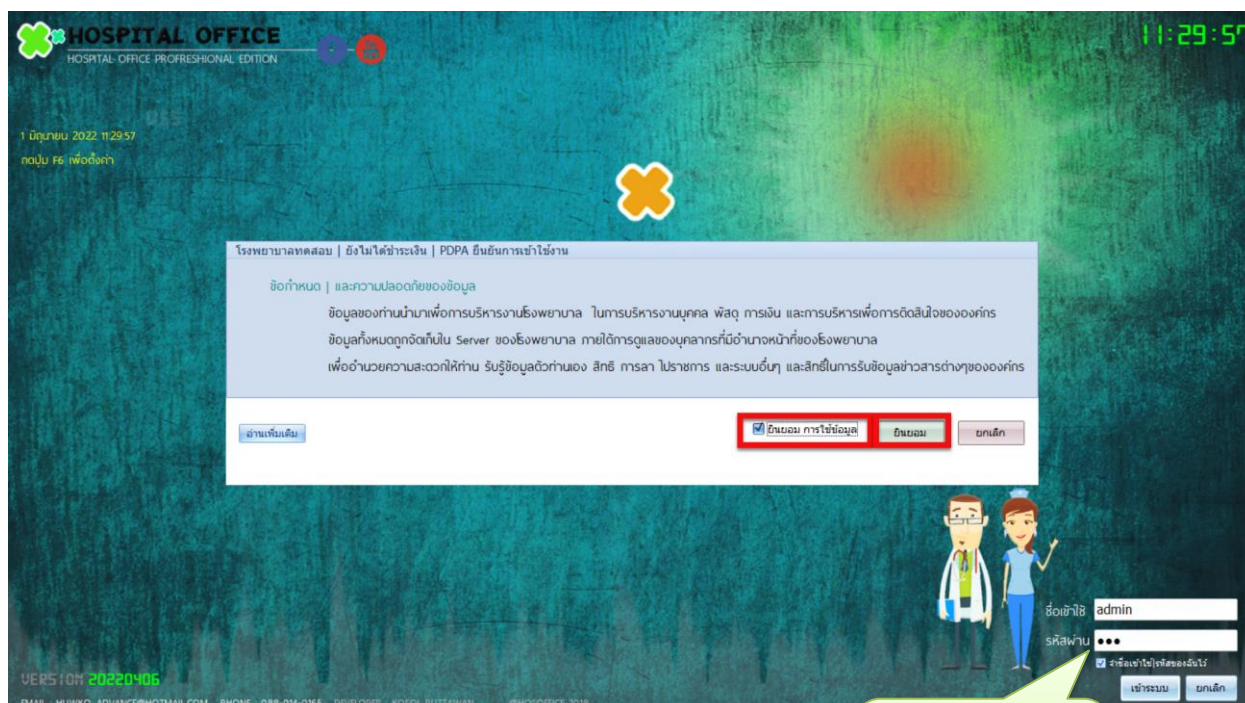 HOSPITAL OFFICE
HOSPITAL OFFICE PROFRESHIONAL EDITION
11:29:57
1 มิถุนายน 2022 11:29:57
กดปุ่ม F6 เพื่อตั้งค่า
โรงพยาบาลทดสอบ | ยังไม่ได้ชำระเงิน | PDPA ยืนยันการเข้าใช้งาน
ข้อกำหนด | และความปลอดภัยของข้อมูล
ข้อมูลของท่านนำมาเพื่อการบริหารงานโรงพยาบาล ในการบริหารงานบุคคล พัสดุ การเงิน และการบริหารเพื่อการตัดสินใจขององค์กร
ข้อมูลทั้งหมดถูกจัดเก็บใน Server ของโรงพยาบาล ภายใต้การดูแลของบุคลากรที่มีอำนาจหน้าที่ของโรงพยาบาล
เพื่ออำนวยความสะดวกให้ท่าน รับรู้ข้อมูลตัวท่านเอง สิทธิ การลา ไปราชการ และระบบอื่นๆ และสิทธิ์ในการรับข้อมูลข่าวสารต่างๆขององค์กร
อ่านเพิ่มเติม
ยินยอม การใช้ข้อมูล
ยินยอม
ยกเลิก
ชื่อเข้าใช้ admin
รหัสผ่าน
จำชื่อเข้าใช้|รหัสของฉันไว้
เข้าระบบ ยกเลิก
VERSION 20220406